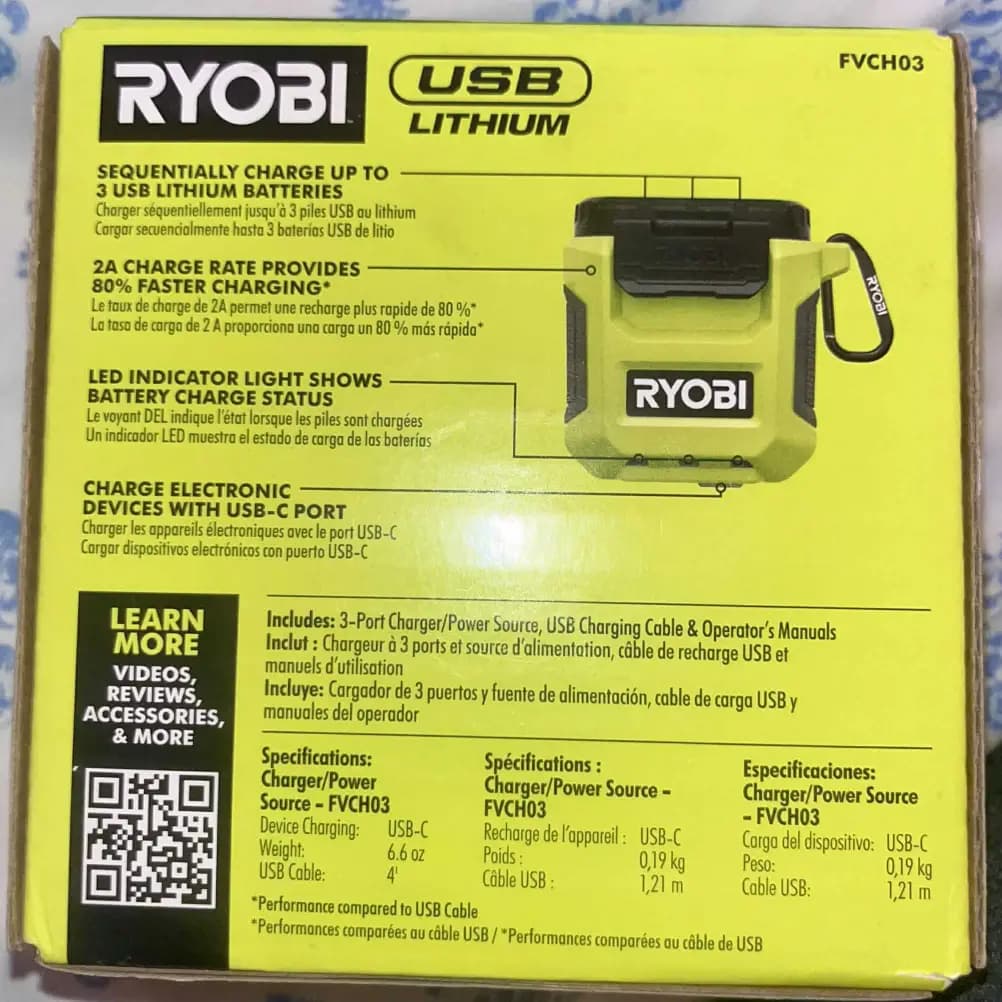 RYOBI
USB
LITHIUM
FVCH03
SEQUENTIALLY CHARGE UP TO
3 USB LITHIUM BATTERIES
Charger séquentiellement jusqu'à 3 piles USB au lithium
Cargar secuencialmente hasta 3 baterías USB de litio
2A CHARGE RATE PROVIDES
80% FASTER CHARGING*
Le taux de charge de 2A permet une recharge plus rapide de 80 %*
La tasa de carga de 2 A proporciona una carga un 80 % más rápida*
LED INDICATOR LIGHT SHOWS
BATTERY CHARGE STATUS
Le voyant DEL indique l'état lorsque les piles sont chargées
Un indicador LED muestra el estado de carga de las baterías
CHARGE ELECTRONIC
DEVICES WITH USB-C PORT
Charger les appareils électroniques avec le port USB-C
Cargar dispositivos electrónicos con puerto USB-C
RYOBI
RYOBI
RYOBI
LEARN
MORE
VIDEOS,
REVIEWS,
ACCESSORIES,
& MORE
Includes: 3-Port Charger/Power Source, USB Charging Cable & Operator's Manuals
Inclut : Chargeur à 3 ports et source d'alimentation, câble de recharge USB et
manuels d'utilisation
Incluye: Cargador de 3 puertos y fuente de alimentación, cable de carga USB y
manuales del operador
Specifications:
Charger/Power
Source – FVCH03
Device Charging: USB-C
Weight: 6.6 oz
USB Cable: 4'
Spécifications :
Charger/Power Source –
FVCH03
Recharge de l'appareil : USB-C
Poids : 0,19 kg
Câble USB : 1,21 m
Especificaciones:
Charger/Power Source
– FVCH03
Carga del dispositivo: USB-C
Peso: 0,19 kg
Cable USB: 1,21 m
*Performance compared to USB Cable
*Performances comparées au câble USB / *Performances comparées au câble de USB